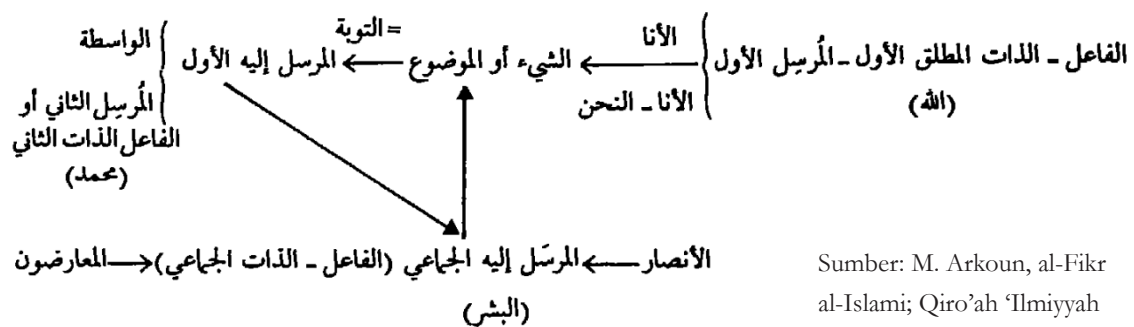 الأنا
=التوبة
الواسطة
الفاعل ـ الذات المطلق الأول ـ المُرسِل الأول
الشيء أو الموضوع
المرسل إليه الأول
الأنا ـ النحن
(الله)
المُرسِل الثاني أو
الفاعل الذات الثاني
(محمد)
الأنصار
المرسَل إليه الجماعي (الفاعل ـ الذات الجماعي)
المعارضون
(البشر)
Sumber: M. Arkoun, al-Fikr
al-Islami; Qiro’ah ‘Ilmiyyah